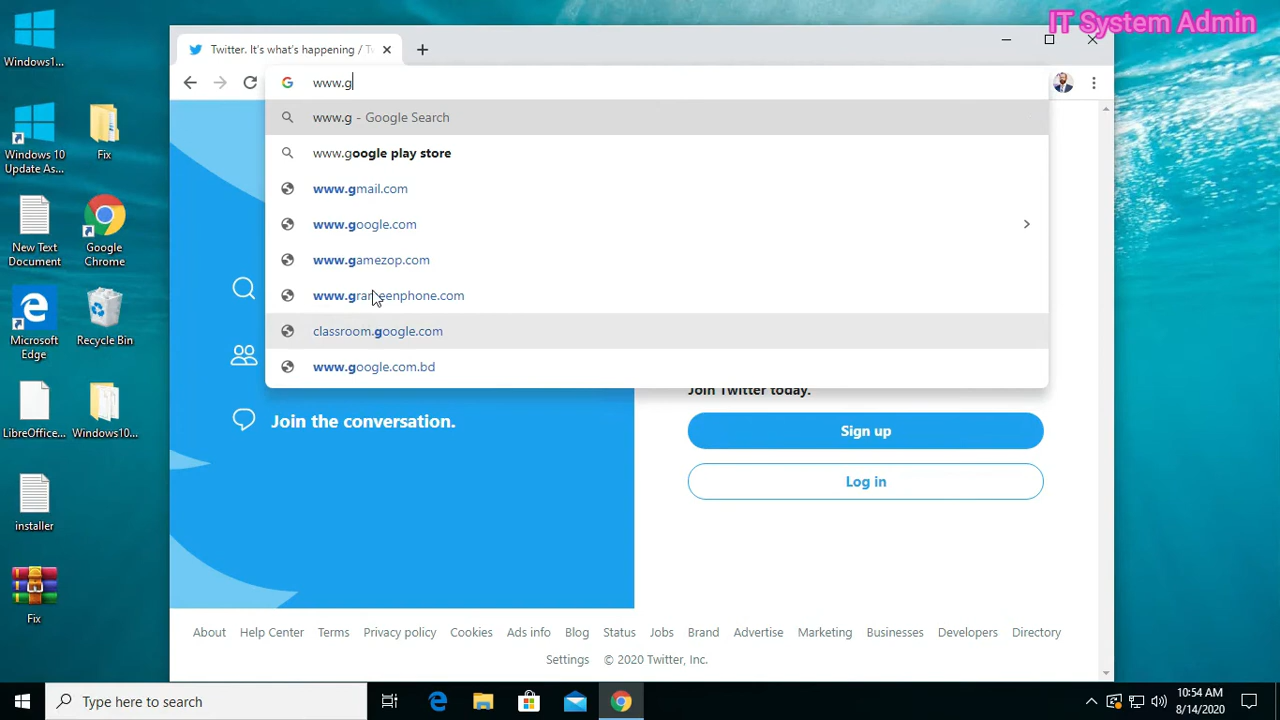 IT System Admin
Windows1...
Windows 10
Update As...
Fix
New Text
Document
Google
Chrome
Microsoft
Edge
Recycle Bin
LibreOffice...
Windows10...
installer
Fix
Twitter. It's what's happening / Tw
www.g
www.g - Google Search
www.google play store
www.gmail.com
www.google.com
www.gamezop.com
www.grameenphone.com
classroom.google.com
www.google.com.bd
Join Twitter today.
Join the conversation.
Sign up
Log in
About Help Center Terms Privacy policy Cookies Ads info Blog Status Jobs Brand Advertise Marketing Businesses Developers Directory
Settings © 2020 Twitter, Inc.
Type here to search
10:54 AM
8/14/2020